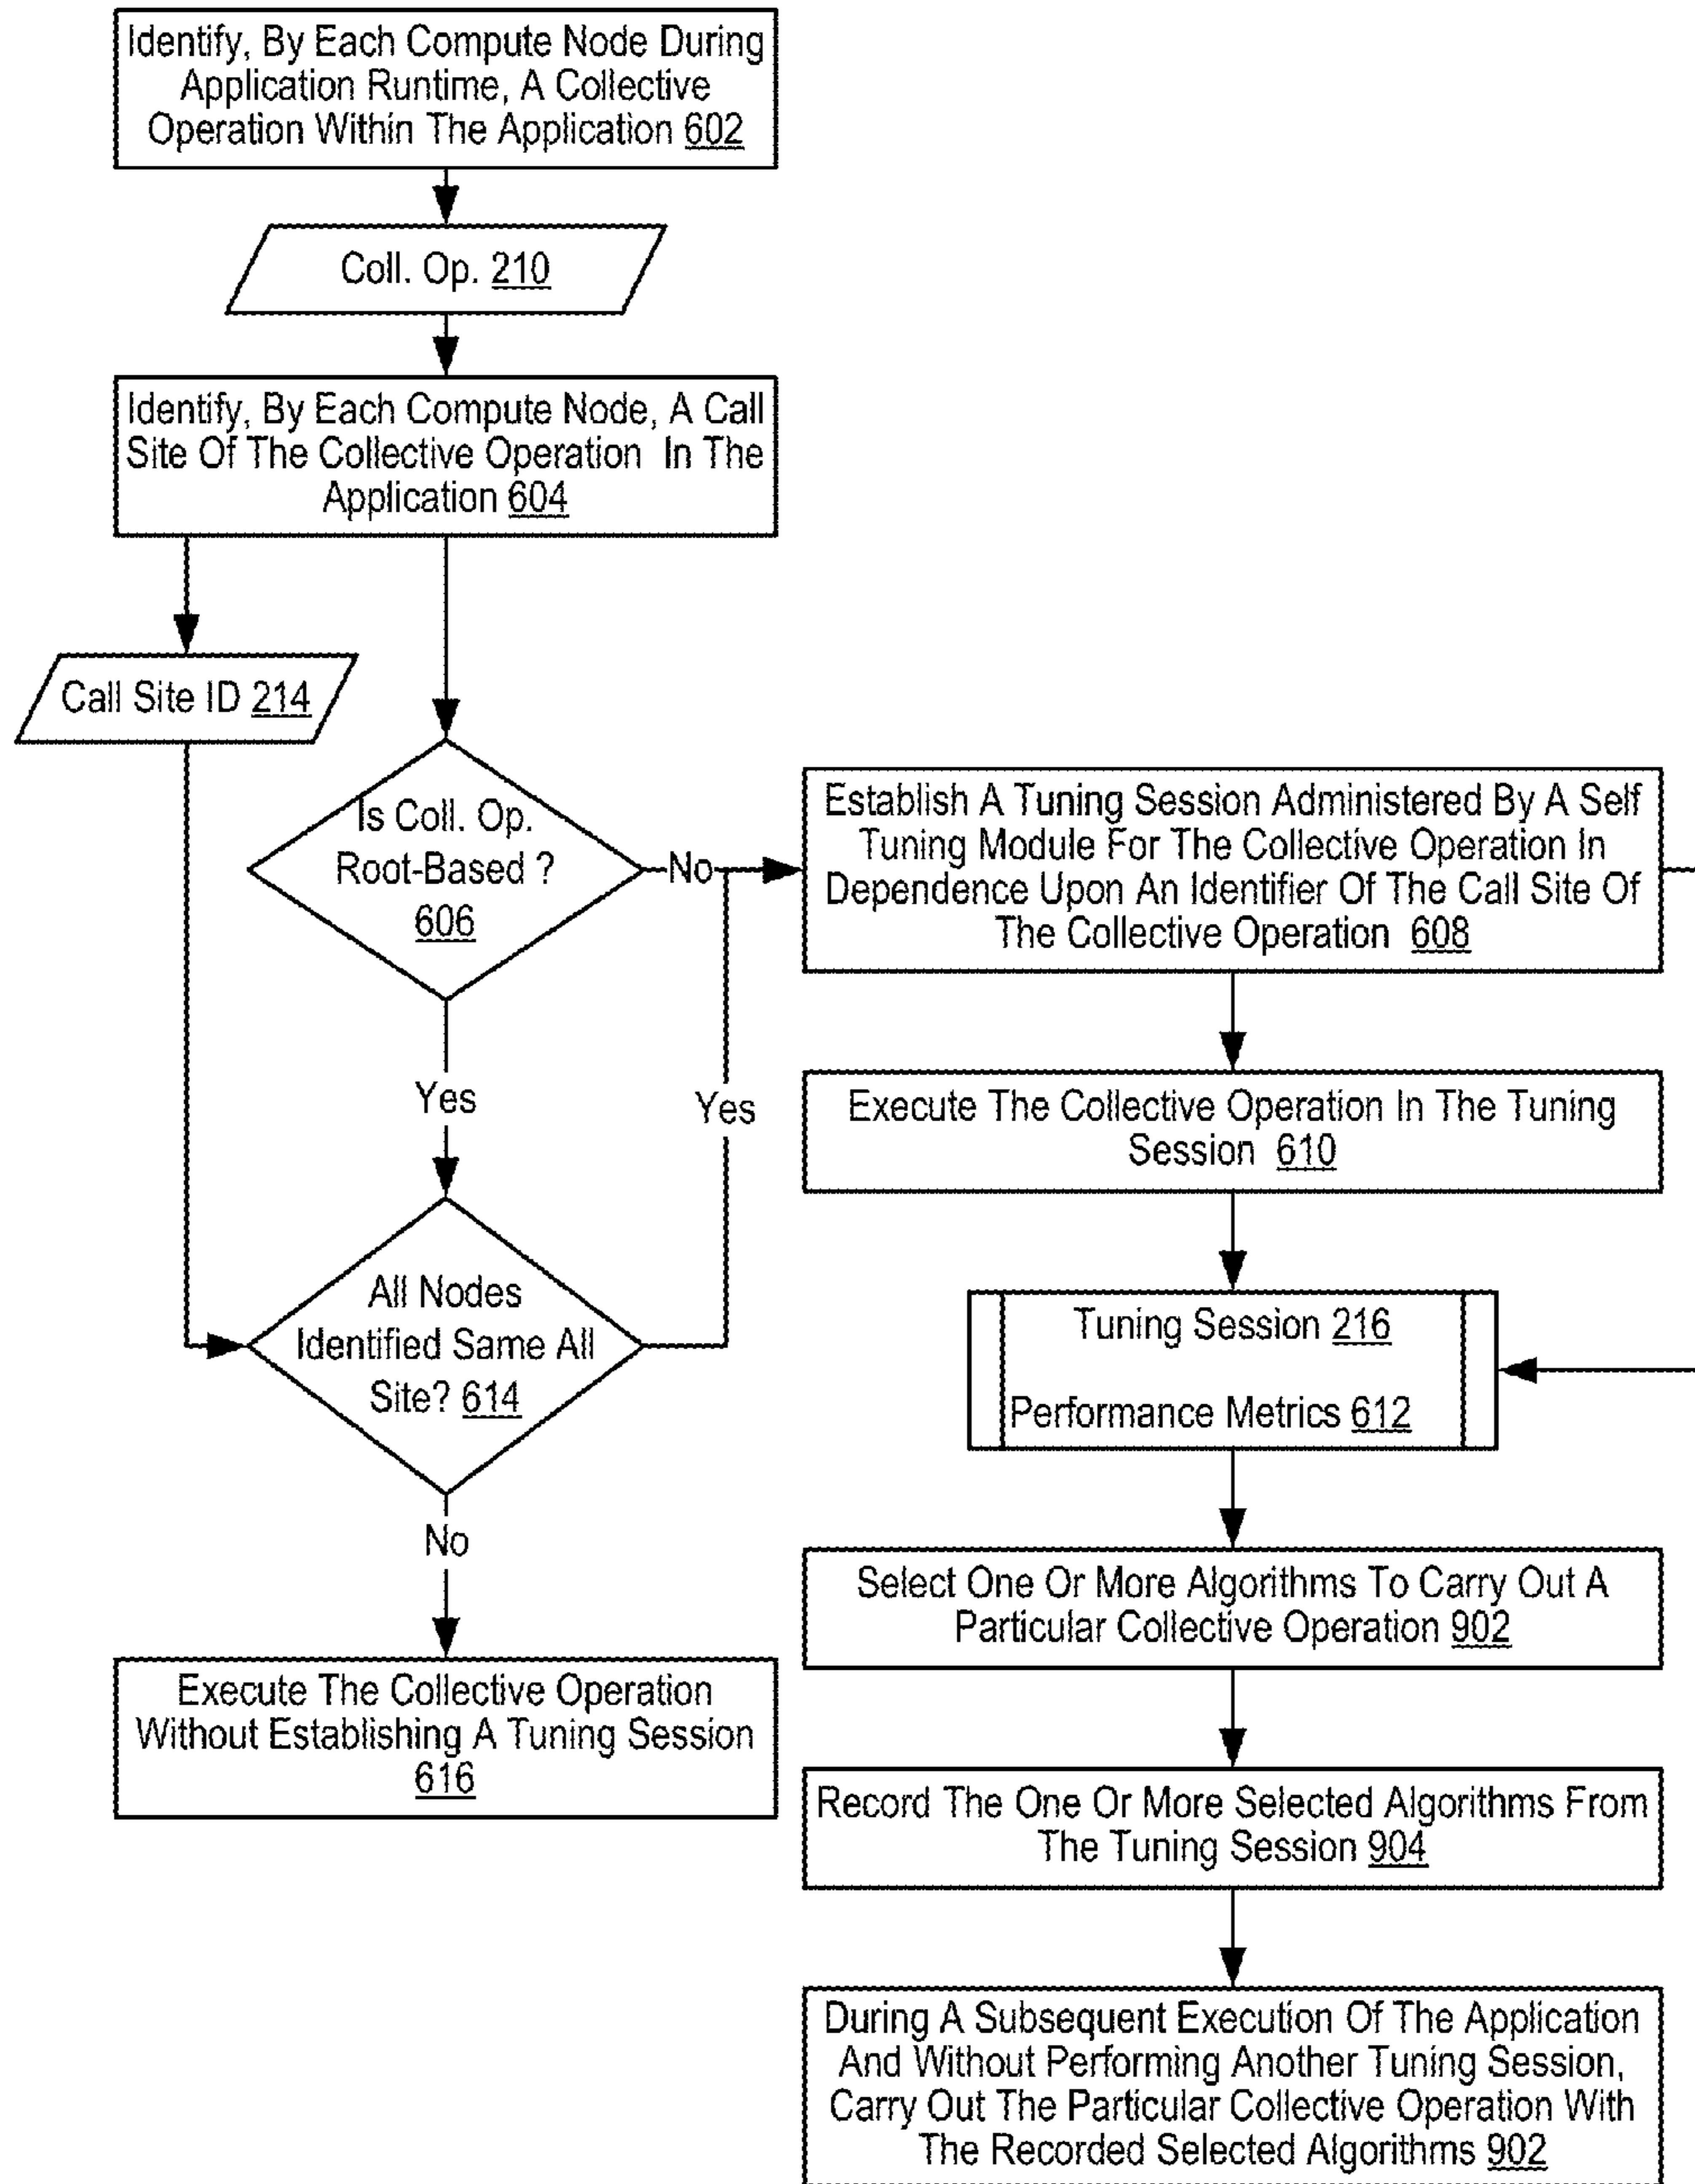 Identify, By Each Compute Node During
Application Runtime, A Collective
Operation Within The Application 602
Coll. Op. 210
Identify, By Each Compute Node, A Call
Site Of The Collective Operation In The
Application 604
Call Site ID 214
Is Coll. Op.
Root-Based ?
606
No
Yes
Yes
All Nodes
Identified Same All
Site? 614
No
Execute The Collective Operation
Without Establishing A Tuning Session
616
Establish A Tuning Session Administered By A Self
Tuning Module For The Collective Operation In
Dependence Upon An Identifier Of The Call Site Of
The Collective Operation 608
Execute The Collective Operation In The Tuning
Session 610
Tuning Session 216
Performance Metrics 612
Select One Or More Algorithms To Carry Out A
Particular Collective Operation 902
Record The One Or More Selected Algorithms From
The Tuning Session 904
During A Subsequent Execution Of The Application
And Without Performing Another Tuning Session,
Carry Out The Particular Collective Operation With
The Recorded Selected Algorithms 902